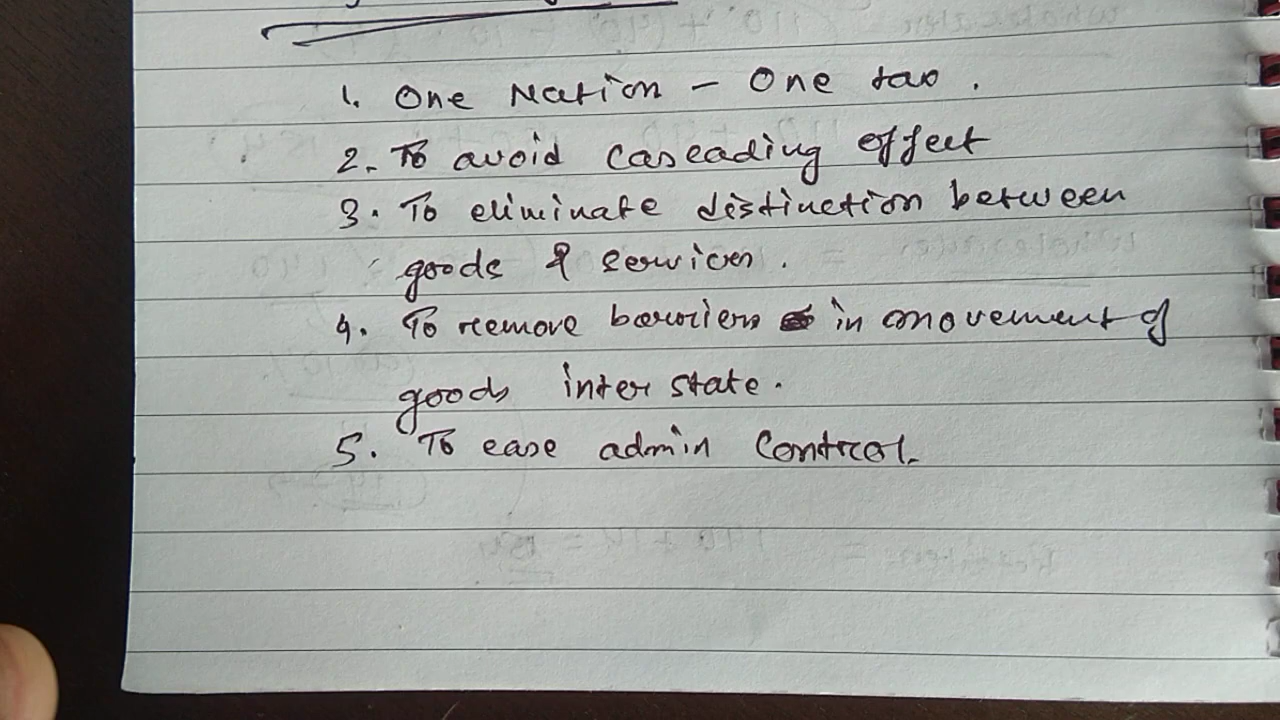 1. One Nation - One tax.
2. To avoid cascading effect
3. To eliminate distinction between
goods & services.
4. To remove barriers in movement of
goods inter state.
5. To ease admin Control.